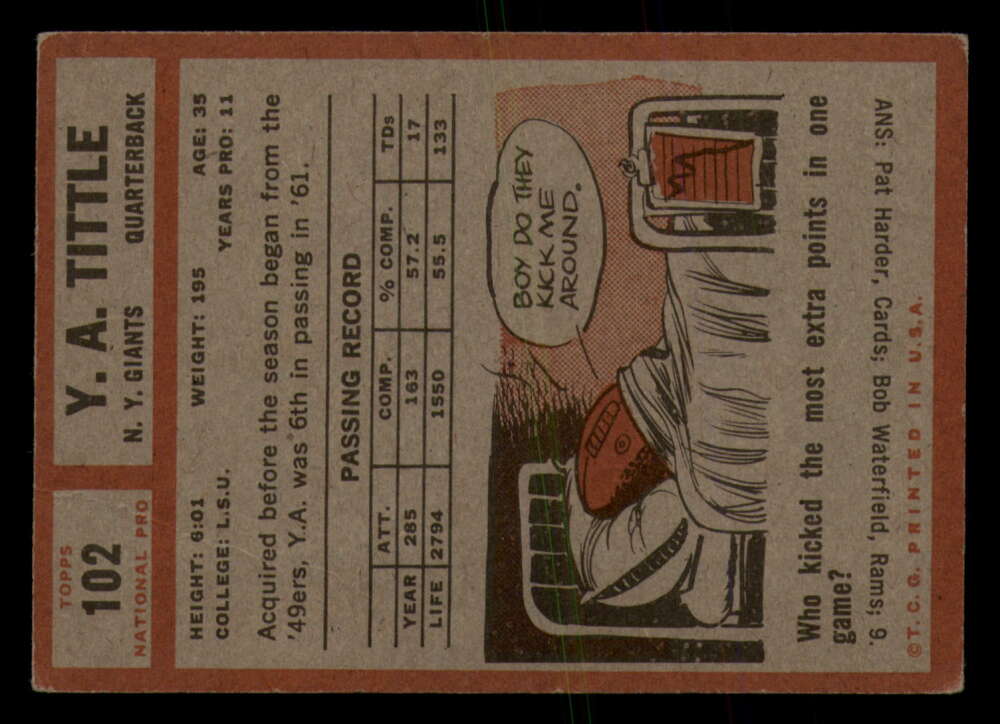 TOPPS
102
NATIONAL PRO
Y. A. TITTLE
N. Y. GIANTS QUARTERBACK
HEIGHT: 6:01 WEIGHT: 195 AGE: 35
COLLEGE: L.S.U. YEARS PRO: 11
Acquired before the season began from the
'49ers, Y.A. was 6th in passing in '61.
PASSING RECORD
ATT. COMP. % COMP. TDs
YEAR 285 163 57.2 17
LIFE 2794 1550 55.5 133
BOY DO THEY
KICK ME
AROUND.
Who kicked the most extra points in one
game?
ANS: Pat Harder, Cards; Bob Waterfield, Rams; 9.
©T. C. G. PRINTED IN U.S.A.